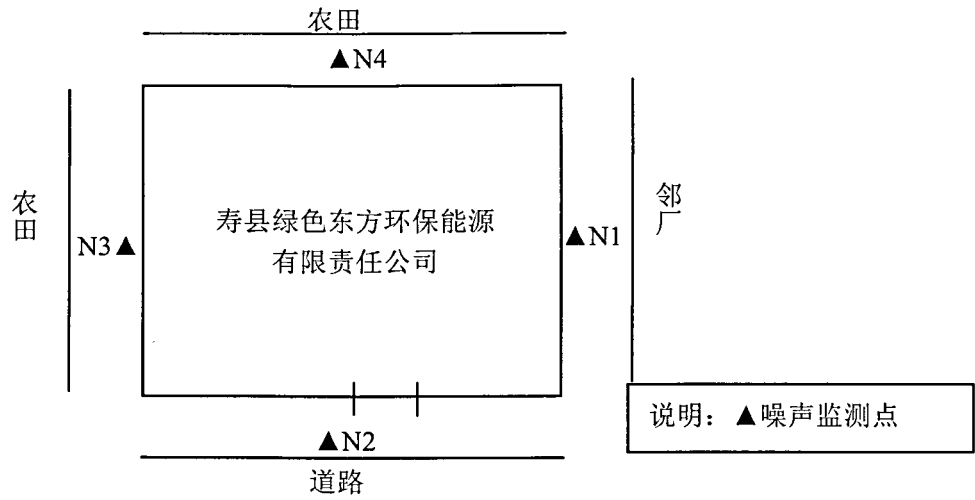 农田
▲N4
农田
寿县绿色东方环保能源
有限责任公司
N3▲
▲N1
邻厂
▲N2
道路
说明：▲噪声监测点